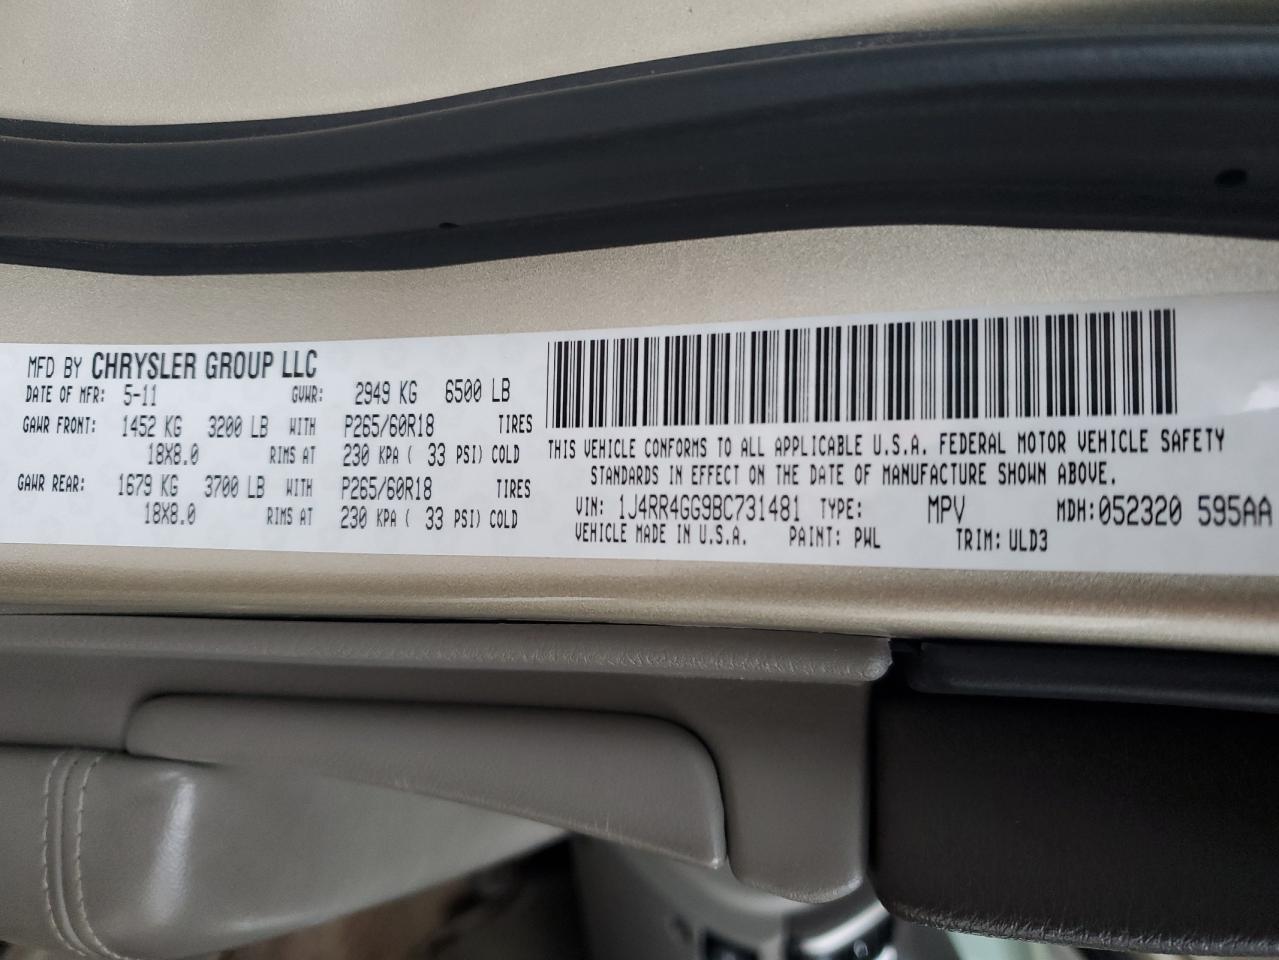 MFD BY CHRYSLER GROUP LLC
DATE OF MFR: 5-11 GVWR: 2949 KG 6500 LB
GAWR FRONT: 1452 KG 3200 LB WITH P265/60R18 TIRES
18X8.0 RIMS AT 230 KPA ( 33 PSI) COLD
GAWR REAR: 1679 KG 3700 LB WITH P265/60R18 TIRES
18X8.0 RIMS AT 230 KPA ( 33 PSI) COLD
THIS VEHICLE CONFORMS TO ALL APPLICABLE U.S.A. FEDERAL MOTOR VEHICLE SAFETY
STANDARDS IN EFFECT ON THE DATE OF MANUFACTURE SHOWN ABOVE.
VIN: 1J4RR4GG9BC731481 TYPE: MPV MDH:052320 595AA
VEHICLE MADE IN U.S.A. PAINT: PWL TRIM: ULD3